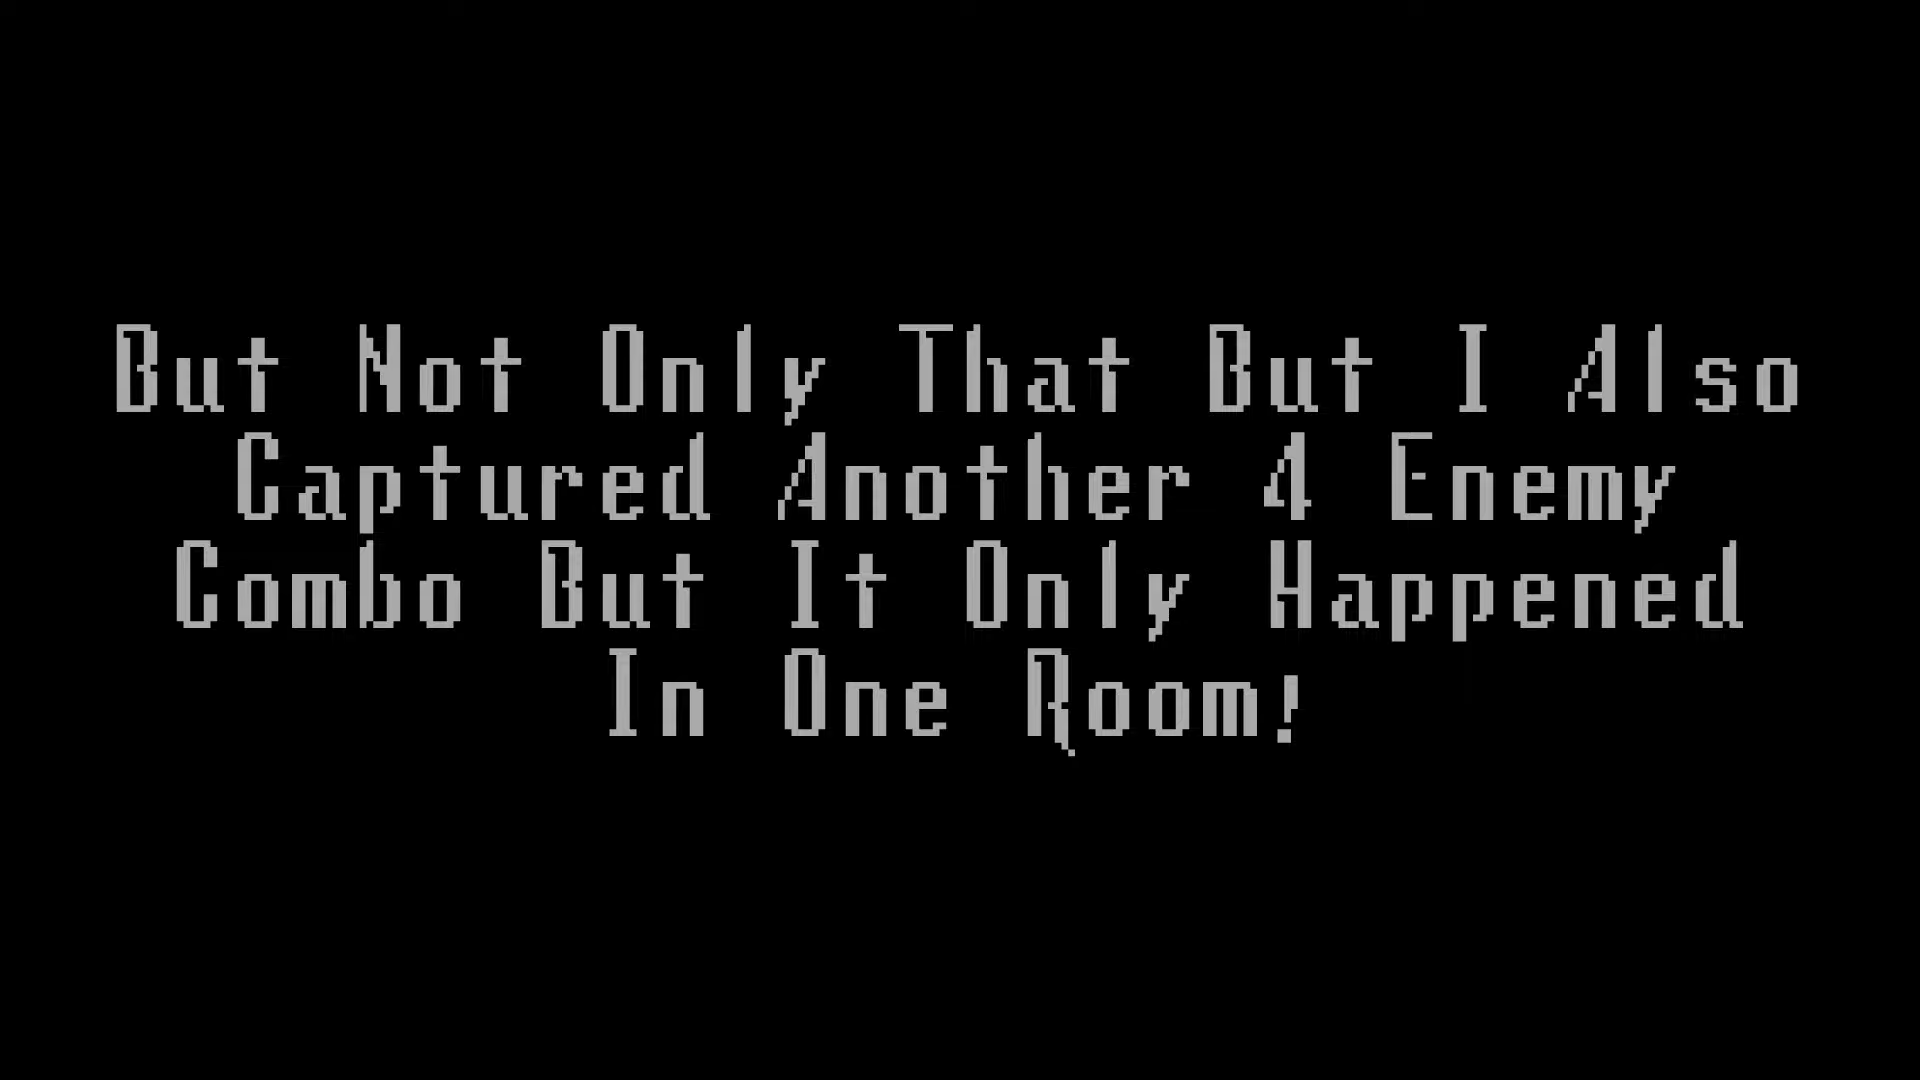 But Not Only That But I Also
Captured Another 4 Enemy
Combo But It Only Happened
In One Room!